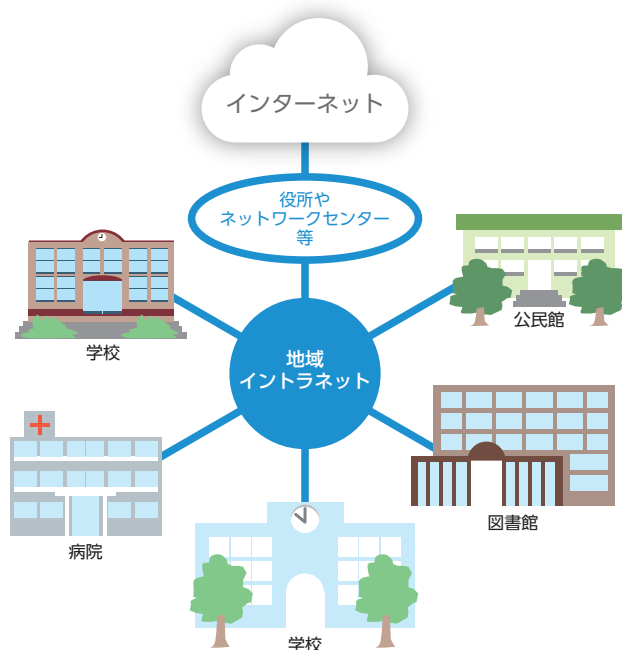 インターネット
役所や
ネットワークセンター
等
公民館
学校
地域
イントラネット
図書館
病院
学校